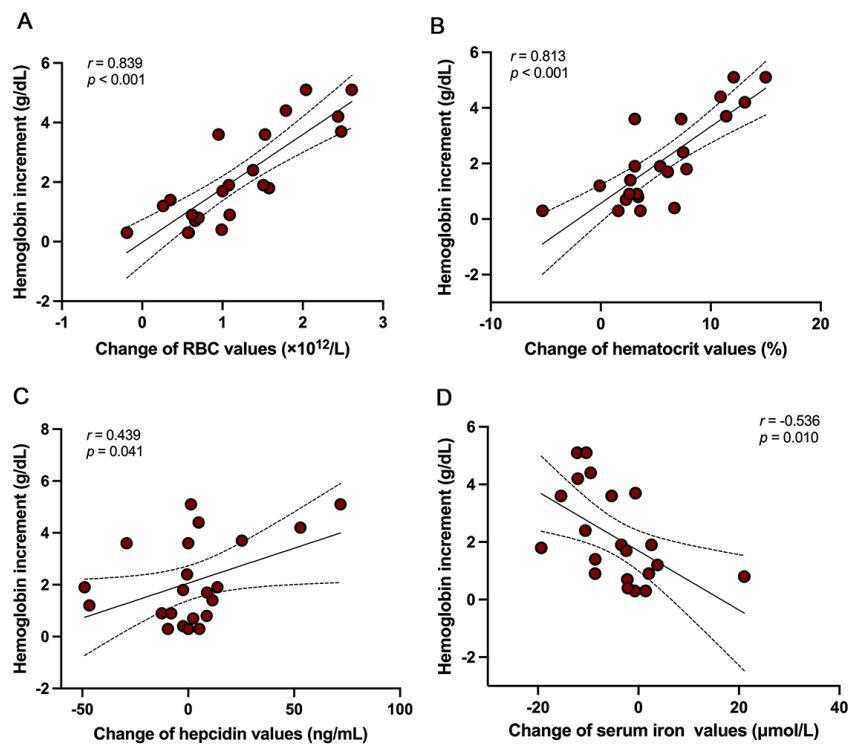 A
r = 0.839
p < 0.001
Hemoglobin increment (g/dL)
6
4
2
0
-2
-1
0
1
2
3
Change of RBC values (×10¹²/L)
B
r = 0.813
p < 0.001
Hemoglobin increment (g/dL)
6
4
2
0
-2
-10
0
10
20
Change of hematocrit values (%)
C
r = 0.439
p = 0.041
Hemoglobin increment (g/dL)
8
6
4
2
0
-2
-50
0
50
100
Change of hepcidin values (ng/mL)
D
r = -0.536
p = 0.010
Hemoglobin increment (g/dL)
6
4
2
0
-2
-20
0
20
40
Change of serum iron values (μmol/L)